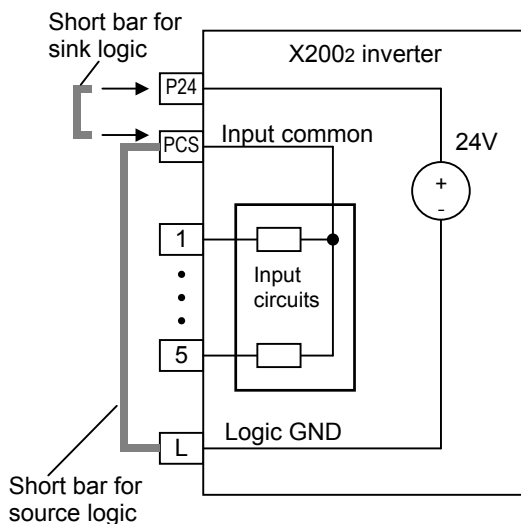 Short bar for
sink logic
X2002 inverter
P24
PCS
Input common
24V
+
-
1
Input
circuits
5
Logic GND
L
Short bar for
source logic